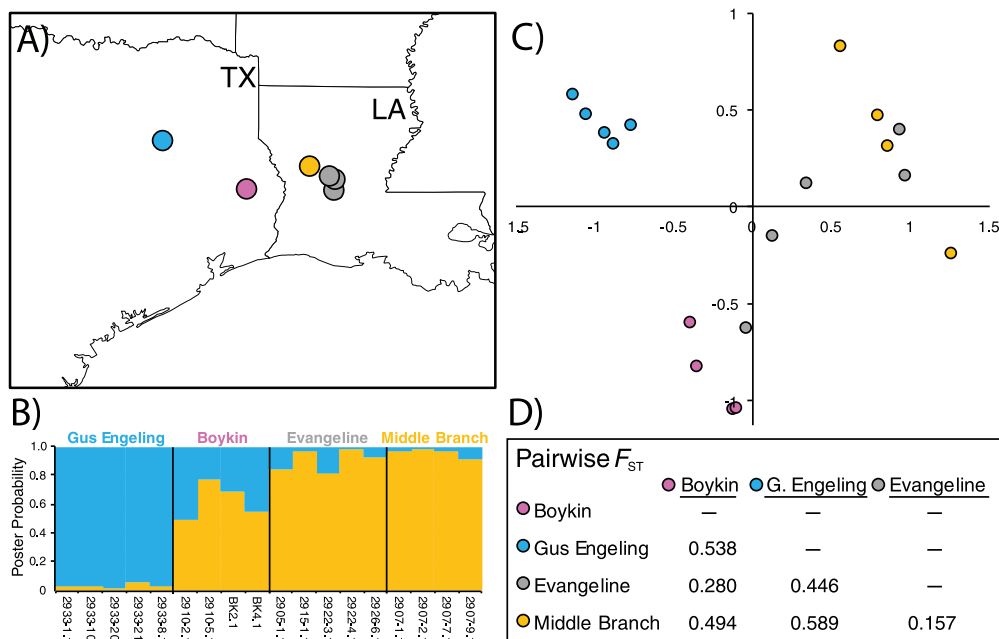 A)
TX
LA
C)
1
0.5
0
-0.5
-1
1.5
-1
-0.5
0
0.5
1
1.5
B)
Gus Engeling Boykin Evangeline Middle Branch
Poster Probability
1.0
0.8
0.6
0.4
0.2
0
BK2.1
BK4.1
D)
Pairwise FST
Boykin G. Engeling Evangeline
Boykin — — —
Gus Engeling 0.538 — —
Evangeline 0.280 0.446 —
Middle Branch 0.494 0.589 0.157